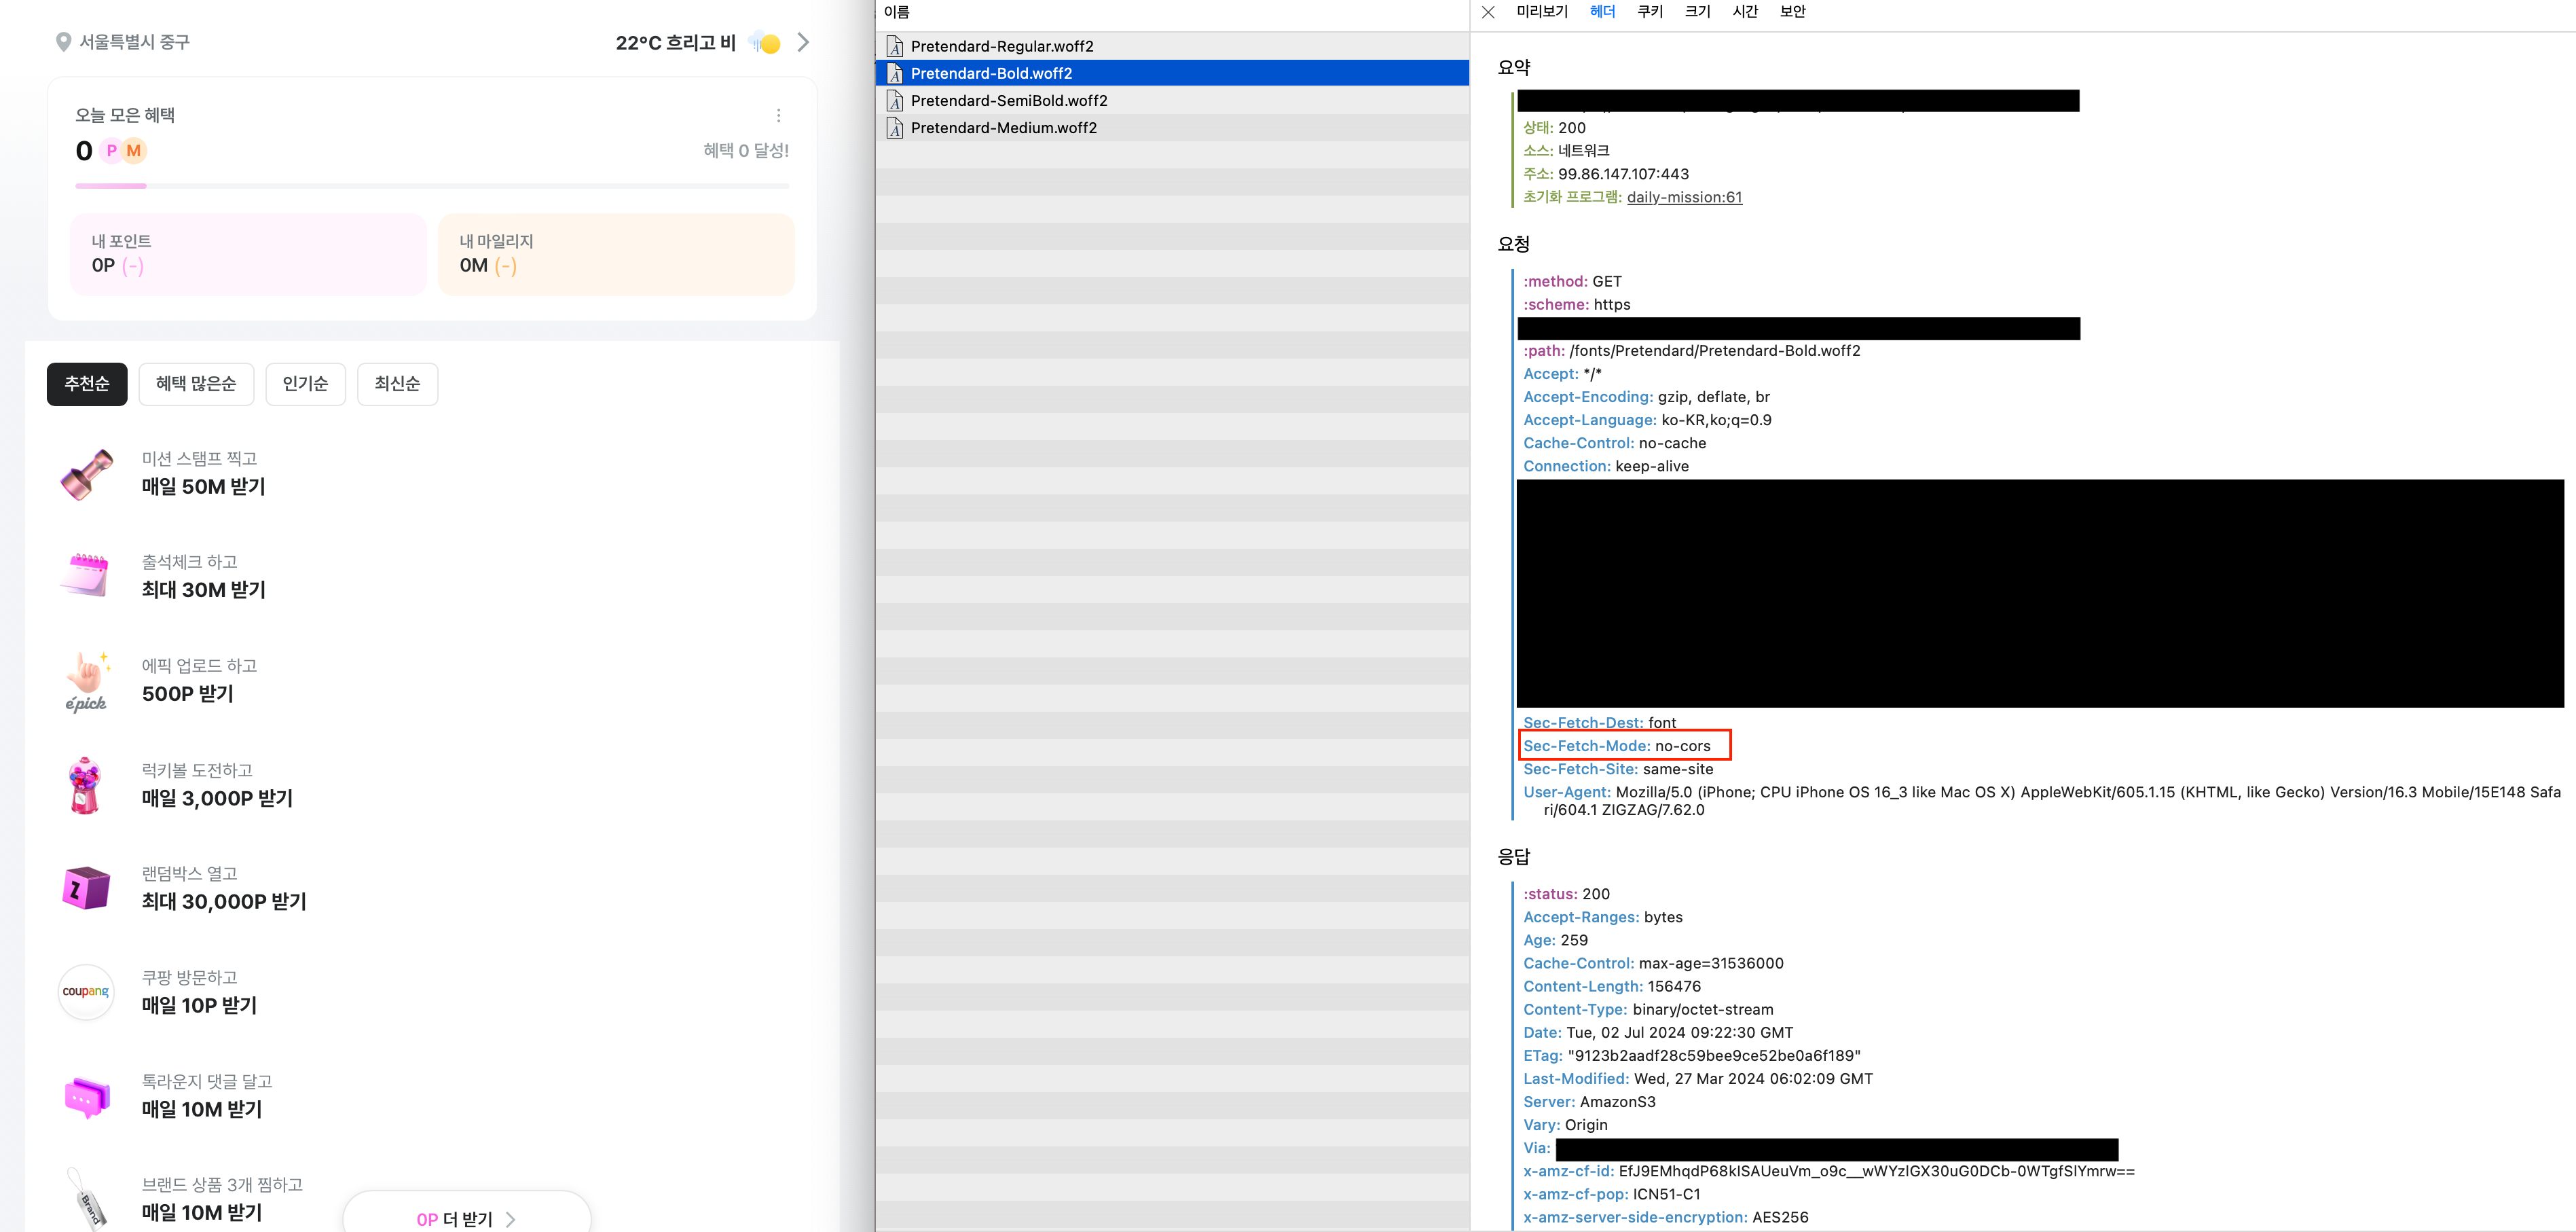 서울특별시 중구
22°C 흐리고 비
오늘 모은 혜택
0 P M
혜택 0 달성!
내 포인트
0P (-)
내 마일리지
0M (-)
추천순
혜택 많은순
인기순
최신순
미션 스탬프 찍고
매일 50M 받기
출석체크 하고
최대 30M 받기
épick
에픽 업로드 하고
500P 받기
럭키볼 도전하고
매일 3,000P 받기
Z
랜덤박스 열고
최대 30,000P 받기
coupang
쿠팡 방문하고
매일 10P 받기
톡라운지 댓글 달고
매일 10M 받기
Brand
브랜드 상품 3개 찜하고
매일 10M 받기
0P 더 받기
이름
Pretendard-Regular.woff2
Pretendard-Bold.woff2
Pretendard-SemiBold.woff2
Pretendard-Medium.woff2
미리보기 헤더 쿠키 크기 시간 보안
요약
상태: 200
소스: 네트워크
주소: 99.86.147.107:443
초기화 프로그램: daily-mission:61
요청
:method: GET
:scheme: https
:path: /fonts/Pretendard/Pretendard-Bold.woff2
Accept: */*
Accept-Encoding: gzip, deflate, br
Accept-Language: ko-KR,ko;q=0.9
Cache-Control: no-cache
Connection: keep-alive
Sec-Fetch-Dest: font
Sec-Fetch-Mode: no-cors
Sec-Fetch-Site: same-site
User-Agent: Mozilla/5.0 (iPhone; CPU iPhone OS 16_3 like Mac OS X) AppleWebKit/605.1.15 (KHTML, like Gecko) Version/16.3 Mobile/15E148 Safa
ri/604.1 ZIGZAG/7.62.0
응답
:status: 200
Accept-Ranges: bytes
Age: 259
Cache-Control: max-age=31536000
Content-Length: 156476
Content-Type: binary/octet-stream
Date: Tue, 02 Jul 2024 09:22:30 GMT
ETag: "9123b2aadf28c59bee9ce52be0a6f189"
Last-Modified: Wed, 27 Mar 2024 06:02:09 GMT
Server: AmazonS3
Vary: Origin
Via:
x-amz-cf-id: EfJ9EMhqdP68kISAUeuVm_o9c__wWYzIGX30uG0DCb-0WTgfSIYmrw==
x-amz-cf-pop: ICN51-C1
x-amz-server-side-encryption: AES256